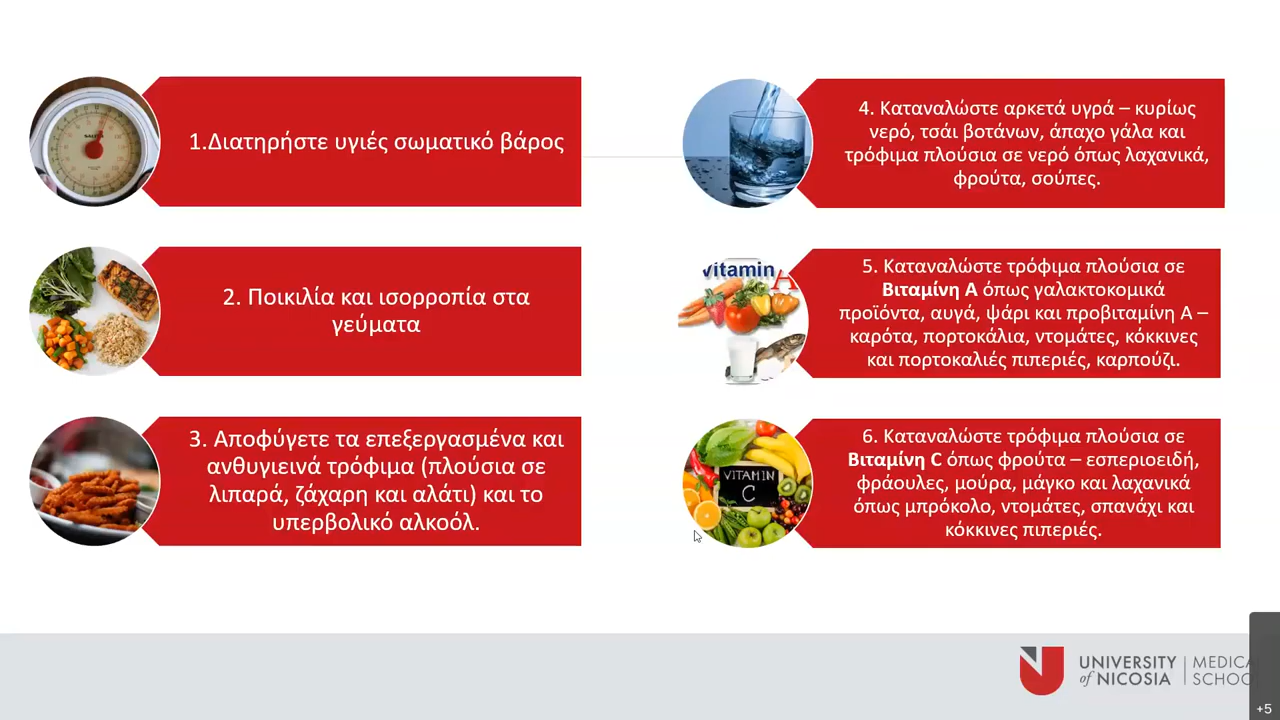 1.Διατηρήστε υγιές σωματικό βάρος
2. Ποικιλία και ισορροπία στα
γεύματα
3. Αποφύγετε τα επεξεργασμένα και
ανθυγιεινά τρόφιμα (πλούσια σε
λιπαρά, ζάχαρη και αλάτι) και το
υπερβολικό αλκοόλ.
4. Καταναλώστε αρκετά υγρά – κυρίως
νερό, τσάι βοτάνων, άπαχο γάλα και
τρόφιμα πλούσια σε νερό όπως λαχανικά,
φρούτα, σούπες.
vitamin
A
5. Καταναλώστε τρόφιμα πλούσια σε
Βιταμίνη Α όπως γαλακτοκομικά
προϊόντα, αυγά, ψάρι και προβιταμίνη Α –
καρότα, πορτοκάλια, ντομάτες, κόκκινες
και πορτοκαλιές πιπεριές, καρπούζι.
VITAMIN
C
6. Καταναλώστε τρόφιμα πλούσια σε
Βιταμίνη C όπως φρούτα – εσπεριοειδή,
φράουλες, μούρα, μάγκο και λαχανικά
όπως μπρόκολο, ντομάτες, σπανάχι και
κόκκινες πιπεριές.
UNIVERSITY
of NICOSIA
MEDICA
SCHOO
+5